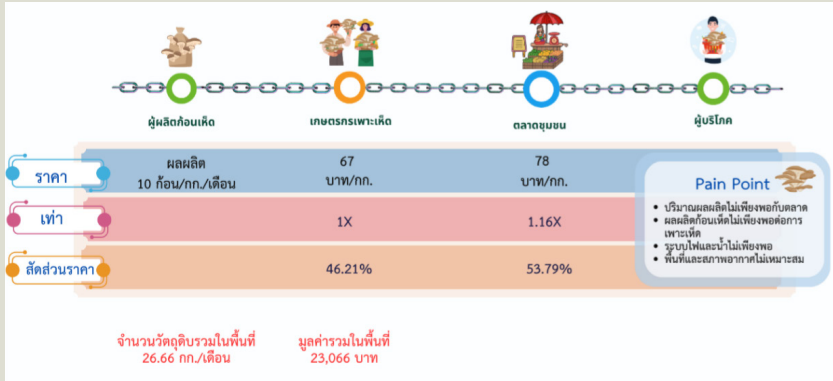 ผู้ผลิตก้อนเห็ด
เกษตรกรเพาะเห็ด
ตลาดชุมชน
ผู้บริโภค
ราคา
ผลผลิต
10 ก้อน/กก./เดือน
67
บาท/กก.
78
บาท/กก.
เท่า
1X
1.16X
สัดส่วนราคา
46.21%
53.79%
Pain Point
• ปริมาณผลผลิตไม่เพียงพอกับตลาด
• ผลผลิตก้อนเห็ดไม่เพียงพอต่อการ
เพาะเห็ด
• ระบบไฟและน้ำไม่เพียงพอ
• พื้นที่และสภาพอากาศไม่เหมาะสม
จำนวนวัตถุดิบรวมในพื้นที่
26.66 กก./เดือน
มูลค่ารวมในพื้นที่
23,066 บาท